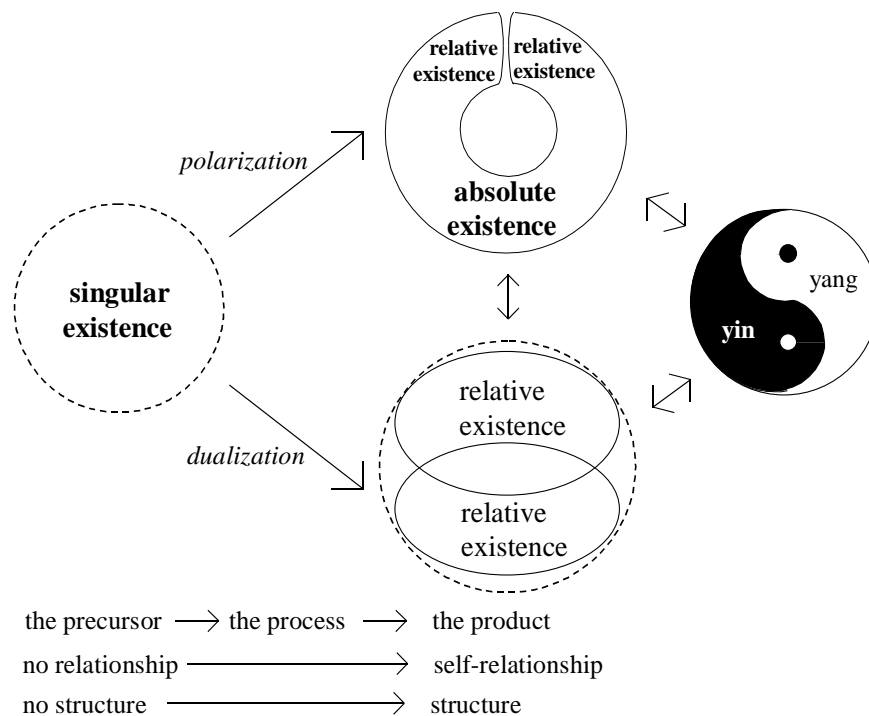 relative relative
existence existence
polarization
absolute
existence
singular
existence
yang
yin
relative
existence
dualization
relative
existence
the precursor the process the product
no relationship self-relationship
no structure structure